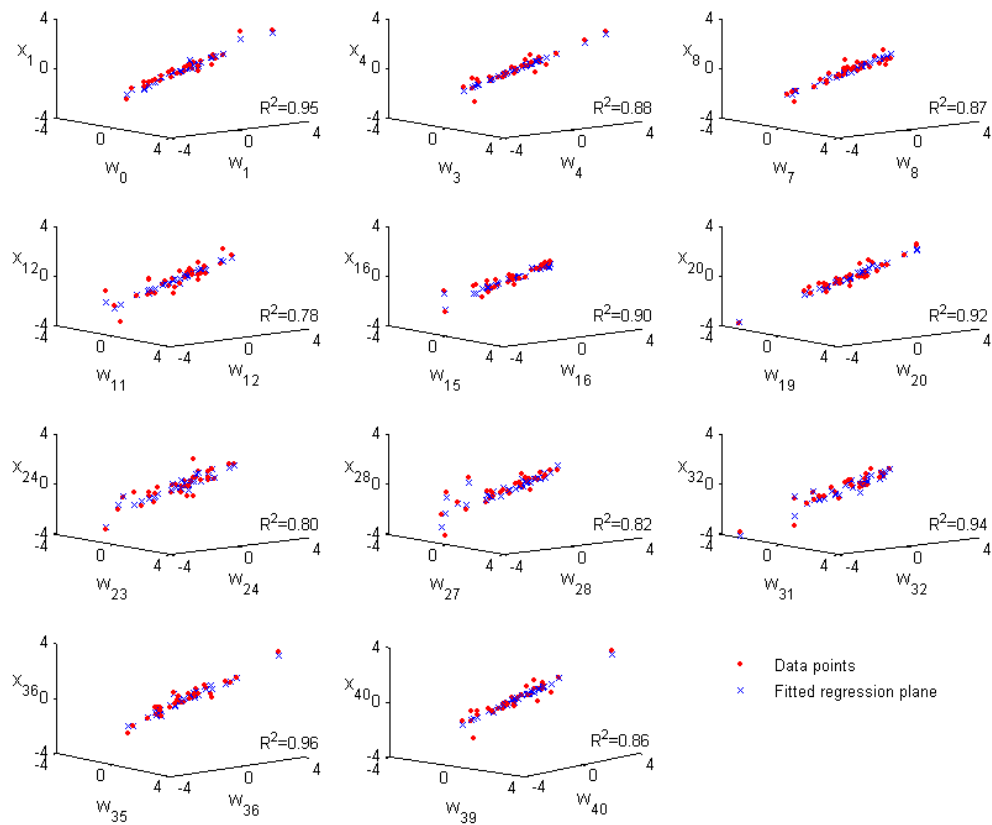 4 4 4
X1 0 X4 0 X8 0
R²=0.95 R²=0.88 R²=0.87
-4 -4 -4
4 4 4
0 0 0 0 0 0
4 -4 4 -4 4 -4
W0 W1 W3 W4 W7 W8
4 4 4
X12 0 X16 0 X20 0
R²=0.78 R²=0.90 R²=0.92
-4 -4 -4
-4 4 -4 4 -4 4
0 0 0 0 0 0
4 -4 4 -4 4 -4
W11 W12 W15 W16 W19 W20
4 4 4
X24 0 X28 0 X32 0
R²=0.80 R²=0.82 R²=0.94
-4 -4 -4
-4 4 -4 4 -4 4
0 0 0 0 0 0
4 -4 4 -4 4 -4
W23 W24 W27 W28 W31 W32
4 4
Data points
X36 0 X40 0
Fitted regression plane
R²=0.96 R²=0.86
-4 -4
4 4
0 0 0 0
4 -4 4 -4
W35 W36 W39 W40